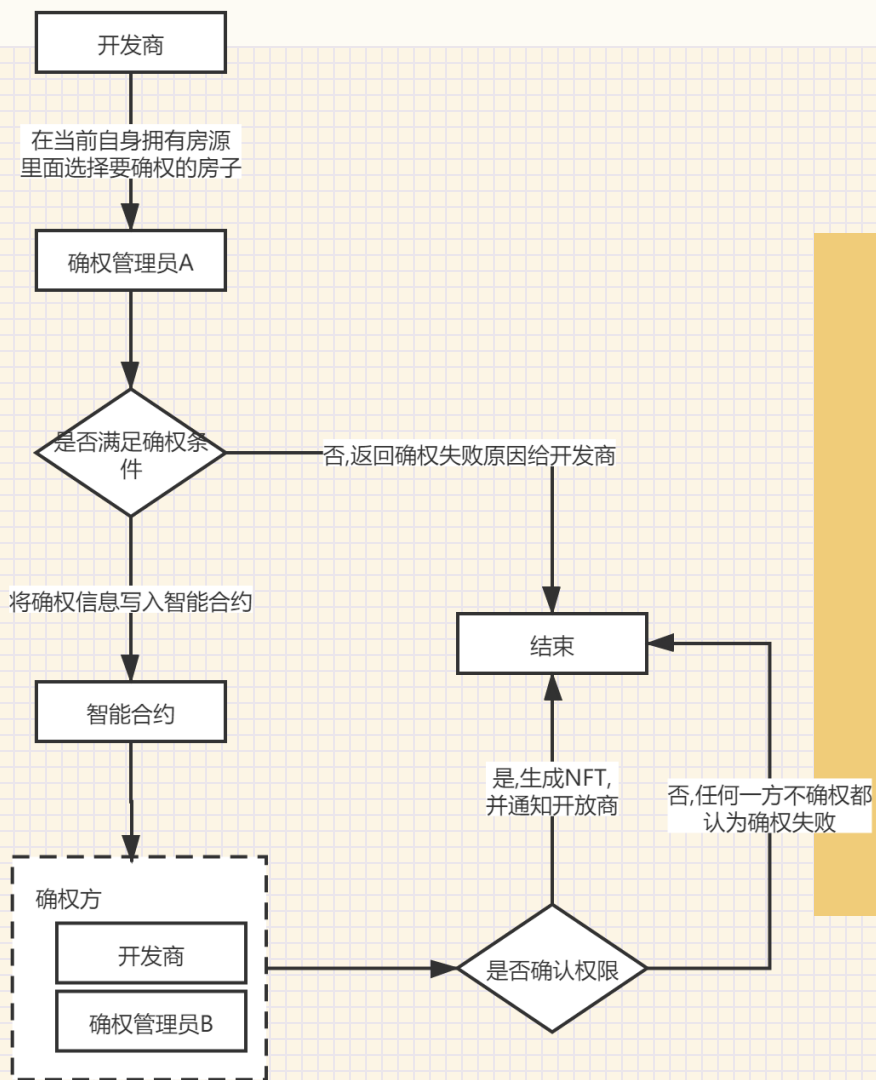 开发商
在当前自身拥有房源
里面选择要确权的房子
确权管理员A
是否满足确权条
件
否,返回确权失败原因给开发商
将确权信息写入智能合约
结束
智能合约
是,生成NFT,
并通知开放商
否,任何一方不确权都
认为确权失败
确权方
开发商
是否确认权限
确权管理员B